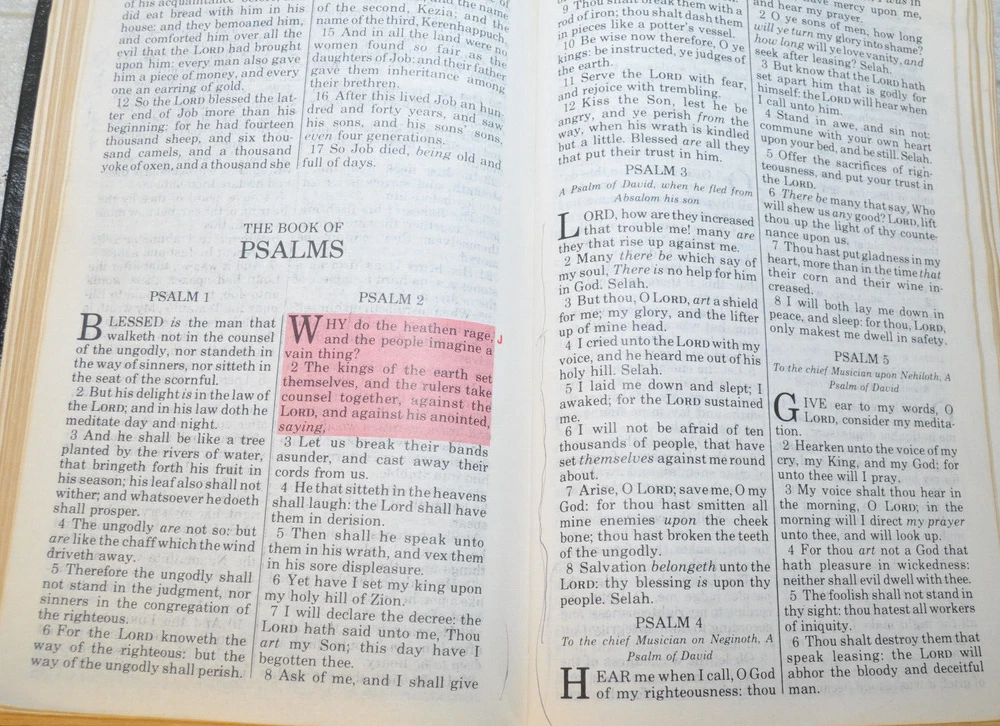 of his acquaintance before, and
did eat bread with him in his
house: and they bemoaned him,
and comforted him over all the
evil that the LORD had brought
upon him: every man also gave
him a piece of money, and every
one an earring of gold.
12 So the LORD blessed the lat-
ter end of Job more than his
beginning: for he had fourteen
thousand sheep, and six thou-
sand camels, and a thousand
yoke of oxen, and a thousand she
and the name
of the second, Kezia; and the
name of the third, Keren-happuch.
15 And in all the land were no
women found so fair as the
daughters of Job: and their father
gave them inheritance among
their brethren.
16 After this lived Job an hun-
dred and forty years, and saw
his sons, and his sons' sons,
even four generations.
17 So Job died, being old and
full of days.
THE BOOK OF
PSALMS
PSALM 1
BLESSED is the man that
walketh not in the counsel
of the ungodly, nor standeth in
the way of sinners, nor sitteth in
the seat of the scornful.
2 But his delight is in the law of
the LORD; and in his law doth he
meditate day and night.
3 And he shall be like a tree
planted by the rivers of water,
that bringeth forth his fruit in
his season; his leaf also shall not
wither; and whatsoever he doeth
shall prosper.
4 The ungodly are not so: but
are like the chaff which the wind
driveth away.
5 Therefore the ungodly shall
not stand in the judgment, nor
sinners in the congregation of
the righteous.
6 For the LORD knoweth the
way of the righteous: but the
way of the ungodly shall perish.
PSALM 2
WHY do the heathen rage,
and the people imagine a
vain thing?
2 The kings of the earth set
themselves, and the rulers take
counsel together, against the
LORD, and against his anointed,
saying,
J
3 Let us break their bands
asunder, and cast away their
cords from us.
4 He that sitteth in the heavens
shall laugh: the Lord shall have
them in derision.
5 Then shall he speak unto
them in his wrath, and vex them
in his sore displeasure.
6 Yet have I set my king upon
my holy hill of Zion.
7 I will declare the decree: the
LORD hath said unto me, Thou
art my Son; this day have I
begotten thee.
8 Ask of me, and I shall give
9 Thou shalt break them with a
rod of iron; thou shalt dash them
in pieces like a potter's vessel.
10 Be wise now therefore, O ye
kings: be instructed, ye judges of
the earth.
11 Serve the LORD with fear,
and rejoice with trembling.
12 Kiss the Son, lest he be
angry, and ye perish from the
way, when his wrath is kindled
but a little. Blessed are all they
that put their trust in him.
PSALM 3
A Psalm of David, when he fled from
Absalom his son
LORD, how are they increased
that trouble me! many are
they that rise up against me.
2 Many there be which say of
my soul, There is no help for him
in God. Selah.
3 But thou, O LORD, art a shield
for me; my glory, and the lifter
up of mine head.
4 I cried unto the LORD with my
voice, and he heard me out of his
holy hill. Selah.
5 I laid me down and slept; I
awaked; for the LORD sustained
me.
6 I will not be afraid of ten
thousands of people, that have
set themselves against me round
about.
7 Arise, O LORD; save me, O my
God: for thou hast smitten all
mine enemies upon the cheek
bone; thou hast broken the teeth
of the ungodly.
8 Salvation belongeth unto the
LORD: thy blessing is upon thy
people. Selah.
PSALM 4
To the chief Musician on Neginoth, A
Psalm of David
HEAR me when I call, O God
of my righteousness: thou
have mercy upon me,
and hear my prayer.
2 O ye sons of men, how long
will ye turn my glory into shame?
how long will ye love vanity, and
seek after leasing? Selah.
3 But know that the LORD hath
set apart him that is godly for
himself: the LORD will hear when
I call unto him.
4 Stand in awe, and sin not:
commune with your own heart
upon your bed, and be still. Selah.
5 Offer the sacrifices of righ-
teousness, and put your trust in
the LORD.
6 There be many that say, Who
will shew us any good? LORD, lift
thou up the light of thy counte-
nance upon us.
7 Thou hast put gladness in my
heart, more than in the time that
their corn and their wine in-
creased.
8 I will both lay me down in
peace, and sleep: for thou, LORD,
only makest me dwell in safety.
PSALM 5
To the chief Musician upon Nehiloth, A
Psalm of David
GIVE ear to my words, O
LORD, consider my medita-
tion.
2 Hearken unto the voice of my
cry, my King, and my God: for
unto thee will I pray.
3 My voice shalt thou hear in
the morning, O LORD; in the
morning will I direct my prayer
unto thee, and will look up.
4 For thou art not a God that
hath pleasure in wickedness:
neither shall evil dwell with thee.
5 The foolish shall not stand in
thy sight: thou hatest all workers
of iniquity.
6 Thou shalt destroy them that
speak leasing: the LORD will
abhor the bloody and deceitful
man.